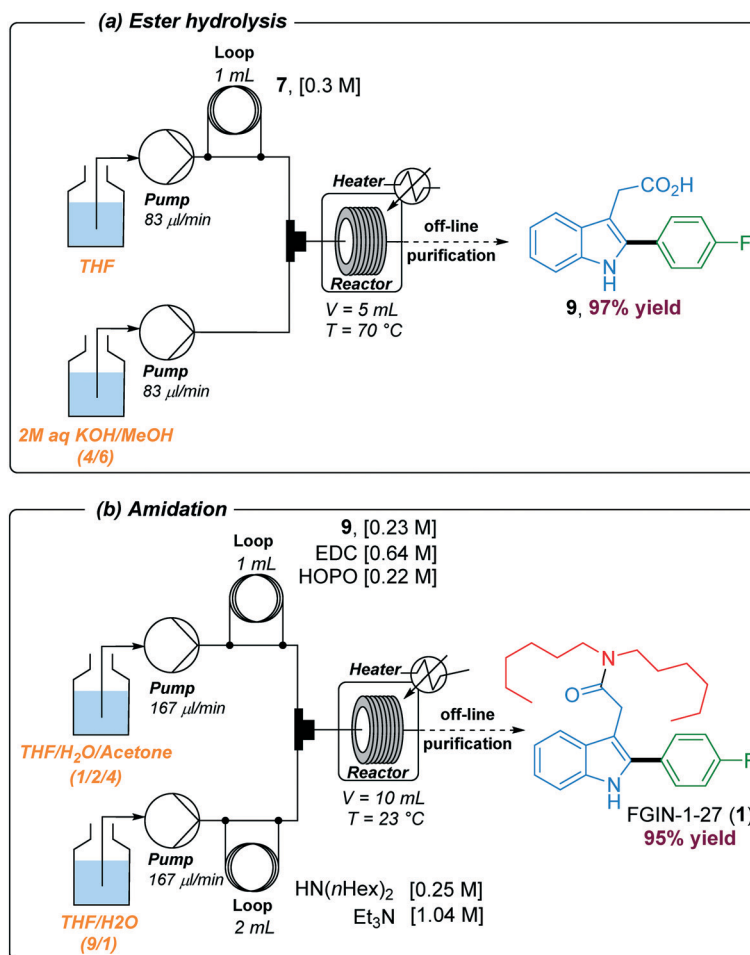 (a) Ester hydrolysis
Loop
1 mL
7, [0.3 M]
Pump
83 µl/min
THF
Heater
Reactor
V = 5 mL
T = 70 °C
off-line
purification
CO2H
N
H
F
9, 97% yield
Pump
83 µl/min
2M aq KOH/MeOH
(4/6)
(b) Amidation
9, [0.23 M]
EDC [0.64 M]
HOPO [0.22 M]
Loop
1 mL
Pump
167 µl/min
THF/H2O/Acetone
(1/2/4)
Heater
Reactor
V = 10 mL
T = 23 °C
off-line
purification
N
O
N
H
F
FGIN-1-27 (1)
95% yield
Pump
167 µl/min
THF/H2O
(9/1)
Loop
2 mL
HN(nHex)2 [0.25 M]
Et3N [1.04 M]